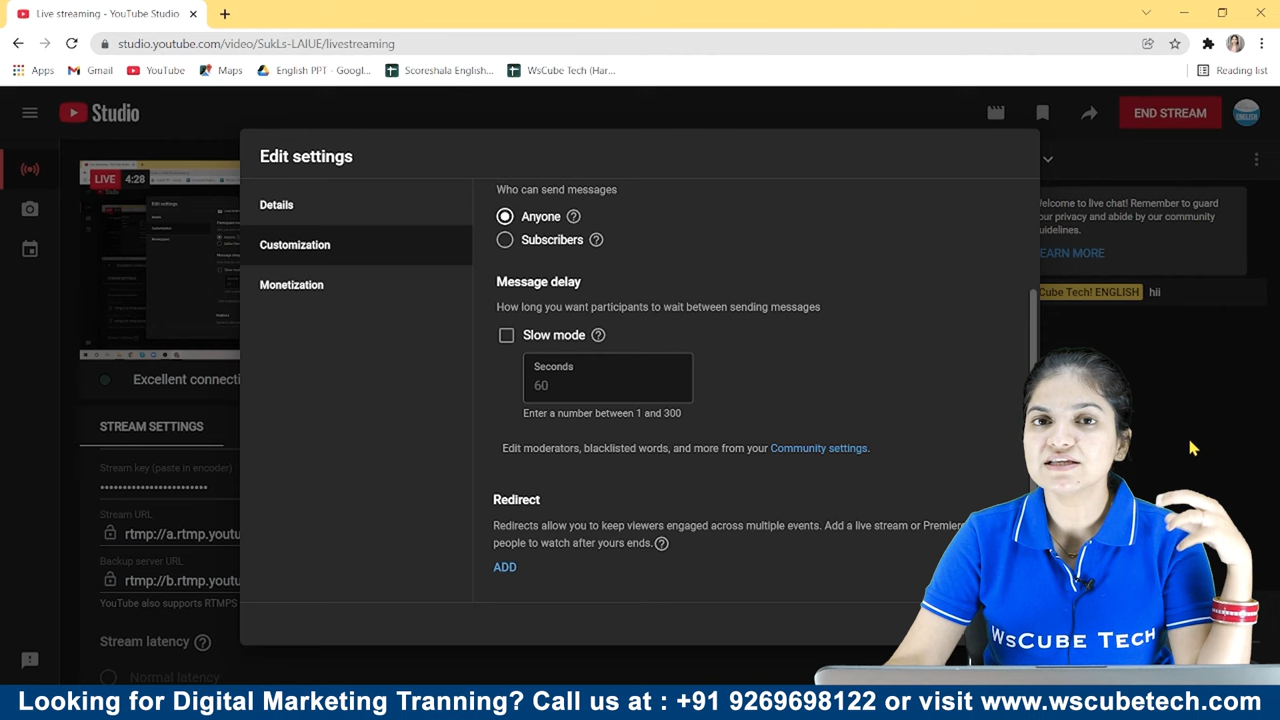 Live streaming - YouTube Studio
studio.youtube.com/video/SukLs-LAIUE/livestreaming
Apps
Gmail
YouTube
Maps
English PPT - Googl...
Scoreshala English...
WsCube Tech (Har...
Reading list
Studio
END STREAM
ENGLISH
Edit settings
LIVE 4:28
Details
Customization
Monetization
Who can send messages
Anyone
Subscribers
Message delay
How long you want participants to wait between sending messages
Slow mode
Seconds
60
Enter a number between 1 and 300
Edit moderators, blacklisted words, and more from your Community settings.
Redirect
Redirects allow you to keep viewers engaged across multiple events. Add a live stream or Premiere
people to watch after yours ends.
ADD
elcome to live chat! Remember to guard
our privacy and abide by our community
uidelines.
EARN MORE
Cube Tech! ENGLISH hii
Excellent connecti
STREAM SETTINGS
Stream key (paste in encoder)
Stream URL
rtmp://a.rtmp.youtu
Backup server URL
rtmp://b.rtmp.youtu
YouTube also supports RTMPS
Stream latency
Normal latency
WsCUBE TECH
Looking for Digital Marketing Tranning? Call us at : +91 9269698122 or visit www.wscubetech.com